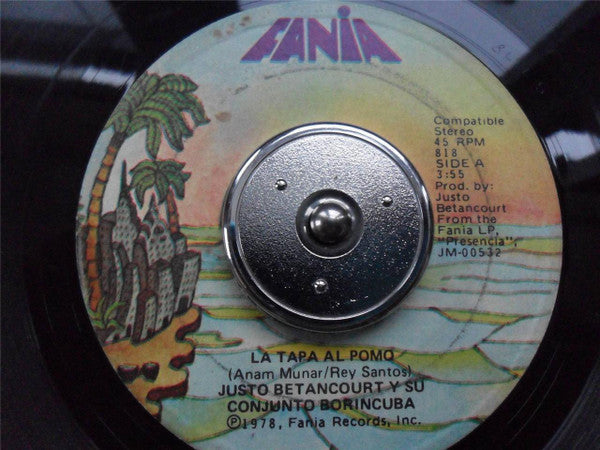 FANIA
Compatible
Stereo
45 RPM
818
SIDE A
3:55
Prod. by:
Justo
Betancourt
From the
Fania LP,
"Presencia",
JM-00532
LA TAPA AL POMO
(Anam Munar/Rey Santos)
JUSTO BETANCOURT Y SU
CONJUNTO BORINCUBA
Ⓟ1978, Fania Records, Inc.